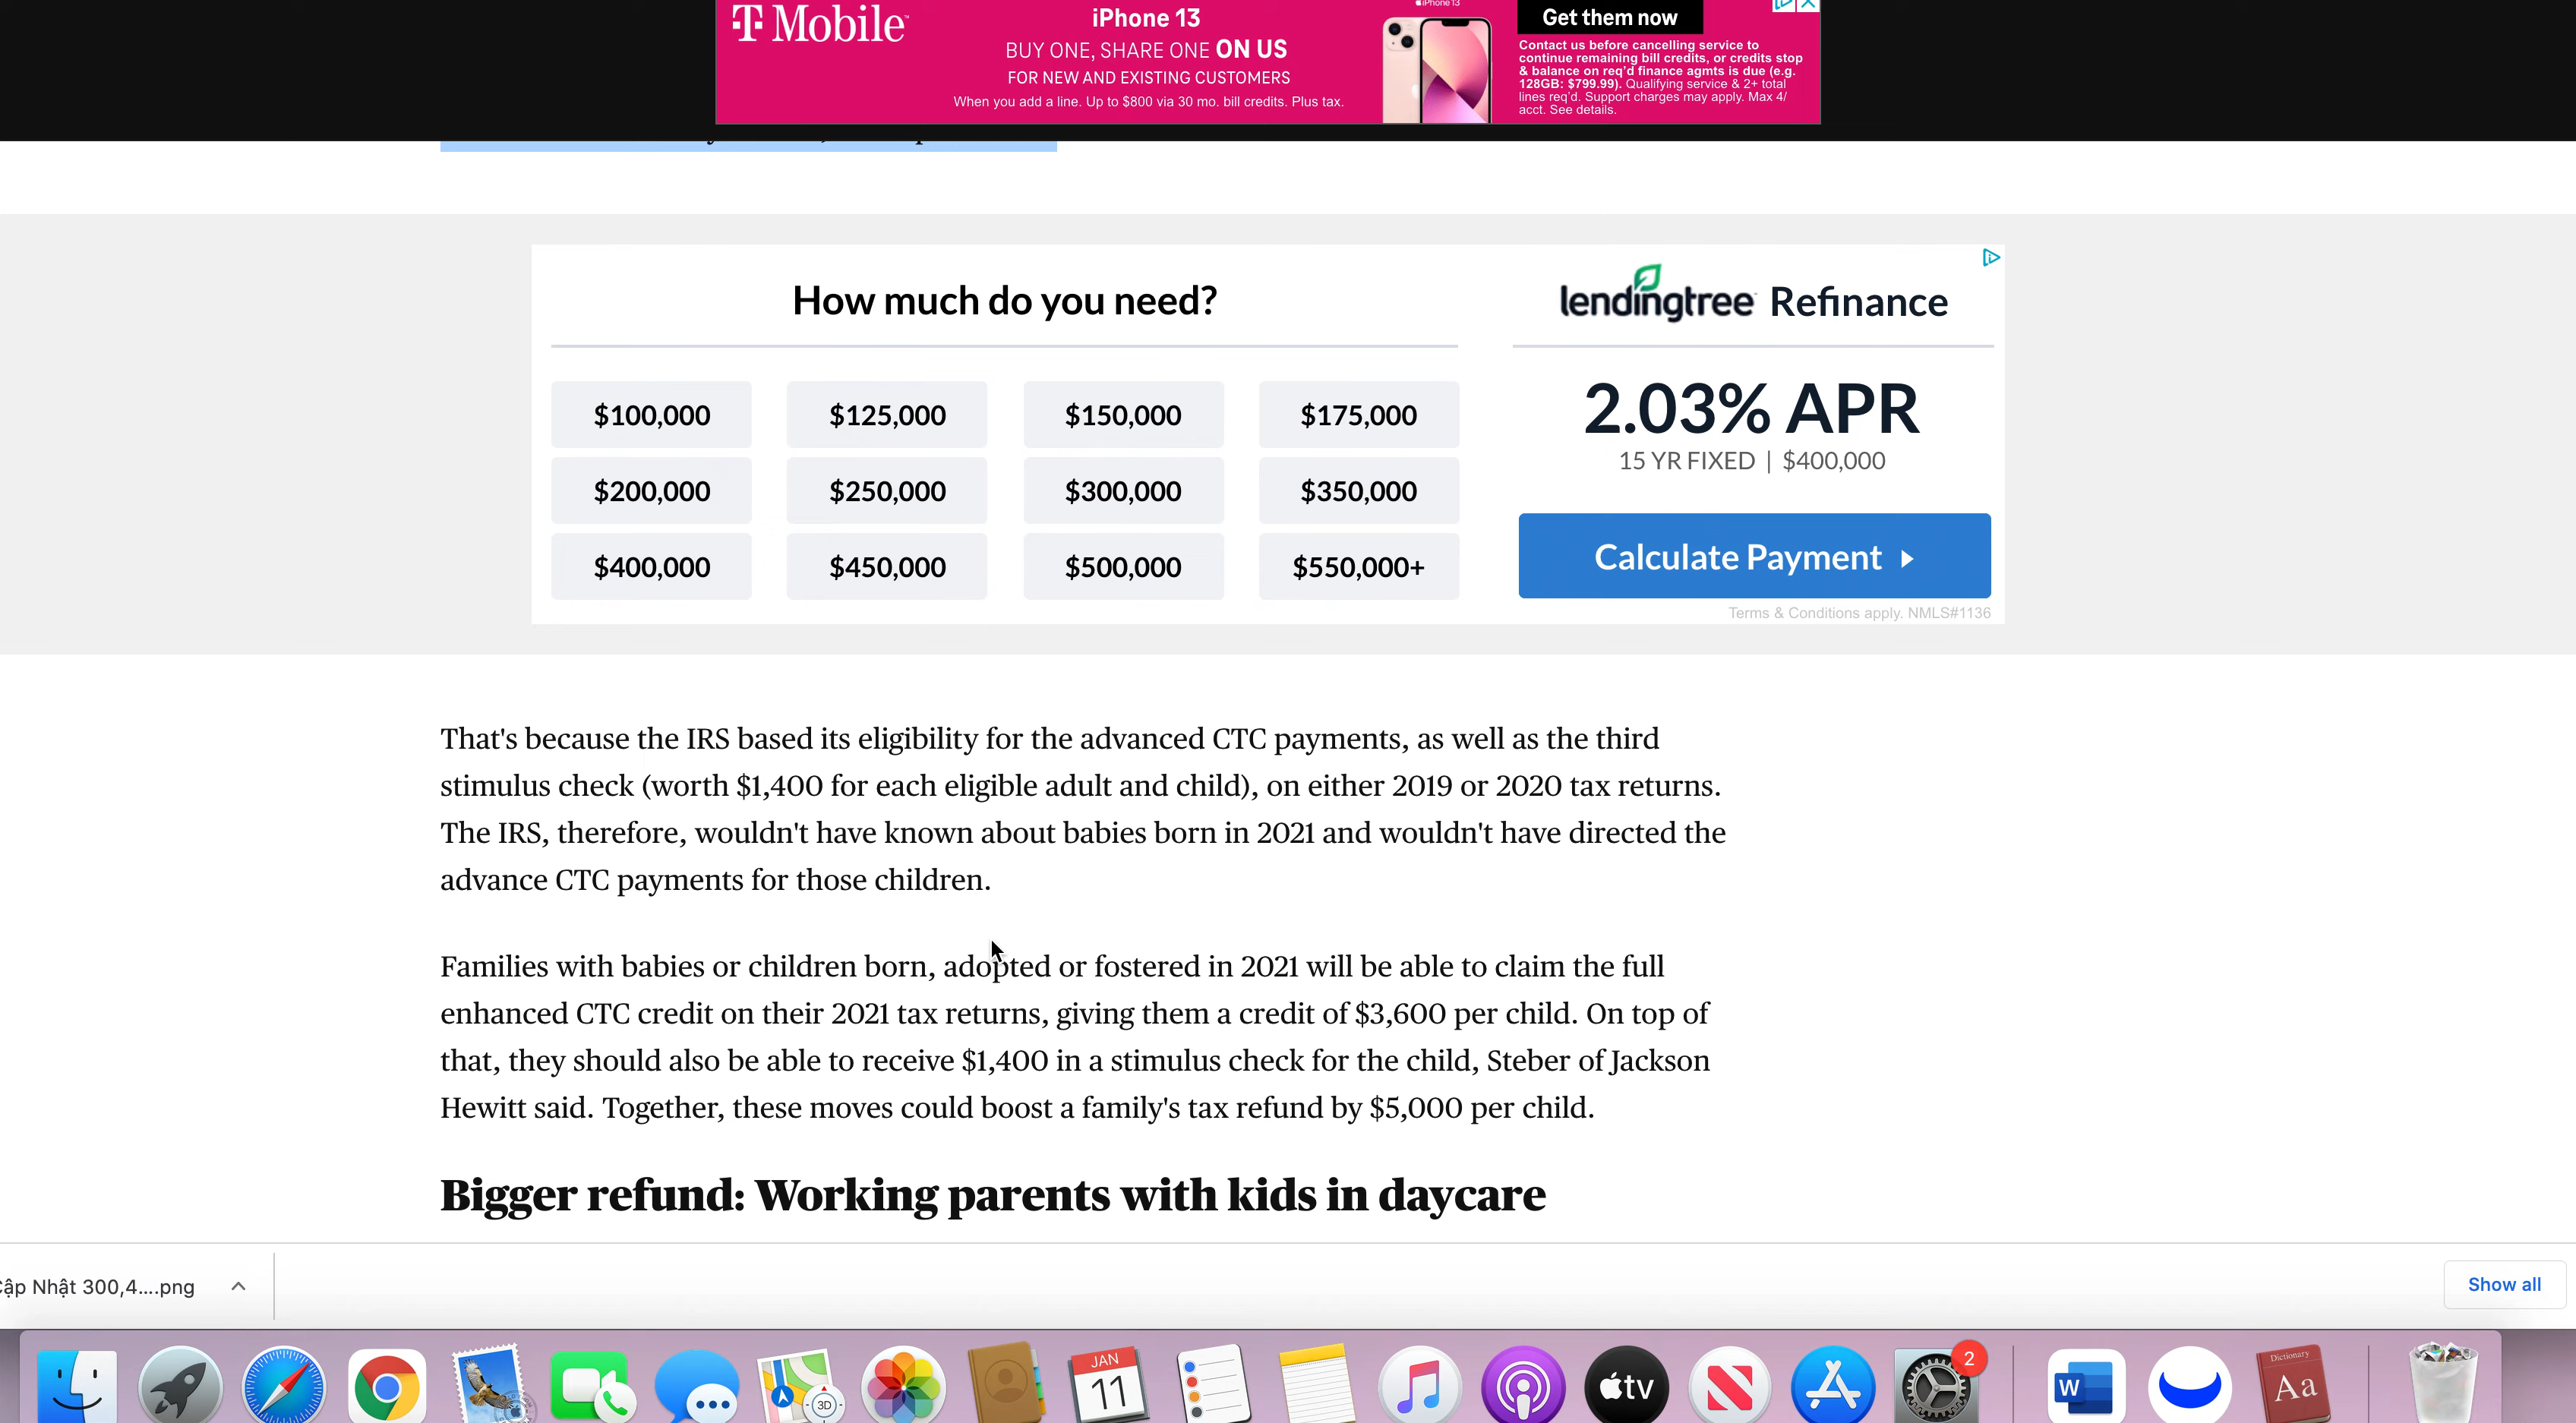 T Mobile
iPhone 13
BUY ONE, SHARE ONE ON US
FOR NEW AND EXISTING CUSTOMERS
When you add a line. Up to $800 via 30 mo. bill credits. Plus tax.
iPhone 13
Get them now
Contact us before cancelling service to
continue remaining bill credits, or credits stop
& balance on req'd finance agmts is due (e.g.
128GB: $799.99). Qualifying service & 2+ total
lines req'd. Support charges may apply. Max 4/
acct. See details.
How much do you need?
$100,000 $125,000 $150,000 $175,000
$200,000 $250,000 $300,000 $350,000
$400,000 $450,000 $500,000 $550,000+
lendingtree Refinance
2.03% APR
15 YR FIXED | $400,000
Calculate Payment
Terms & Conditions apply. NMLS#1136
That's because the IRS based its eligibility for the advanced CTC payments, as well as the third
stimulus check (worth $1,400 for each eligible adult and child), on either 2019 or 2020 tax returns.
The IRS, therefore, wouldn't have known about babies born in 2021 and wouldn't have directed the
advance CTC payments for those children.
Families with babies or children born, adopted or fostered in 2021 will be able to claim the full
enhanced CTC credit on their 2021 tax returns, giving them a credit of $3,600 per child. On top of
that, they should also be able to receive $1,400 in a stimulus check for the child, Steber of Jackson
Hewitt said. Together, these moves could boost a family's tax refund by $5,000 per child.
Bigger refund: Working parents with kids in daycare
Cập Nhật 300,4....png
Show all
3D
JAN
11
tv
2
W
Dictionary
Aa